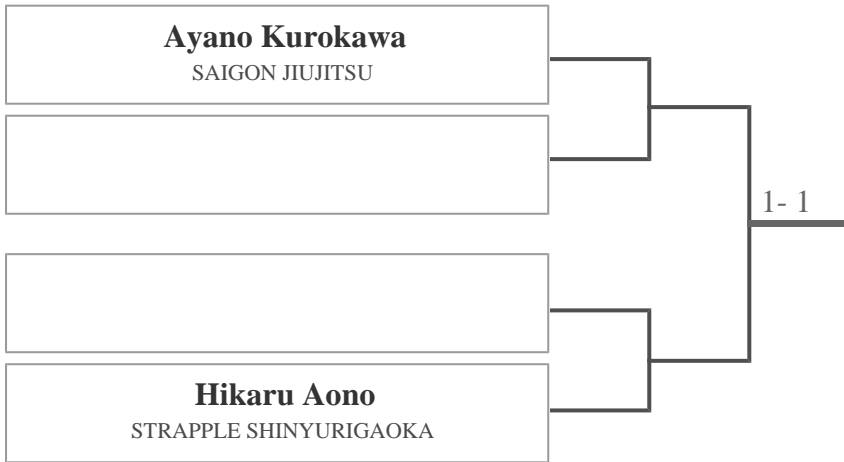 Ayano Kurokawa
SAIGON JIUJITSU
1- 1
Hikaru Aono
STRAPPLE SHINYURIGAOKA